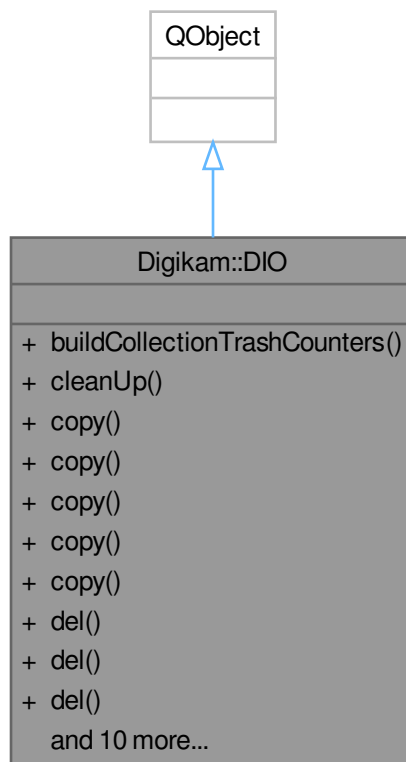 QObject
Digikam::DIO
+ buildCollectionTrashCounters()
+ cleanUp()
+ copy()
+ copy()
+ copy()
+ copy()
+ copy()
+ del()
+ del()
+ del()
and 10 more...